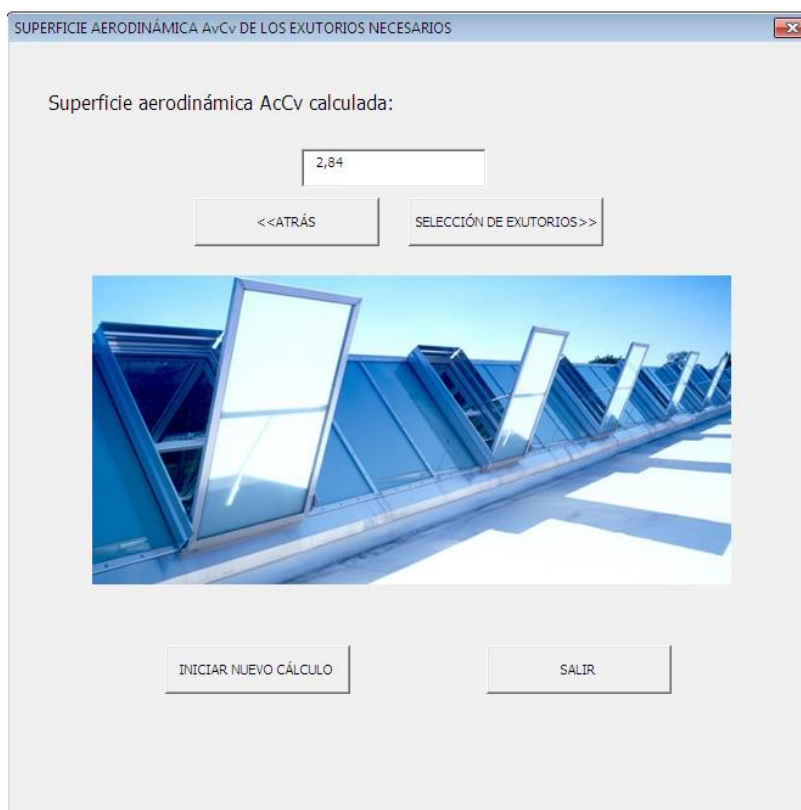 SUPERFICIE AERODINÁMICA AvCv DE LOS EXUTORIOS NECESARIOS
Superficie aerodinámica AcCv calculada:
2,84
<<ATRÁS
SELECCIÓN DE EXUTORIOS>>
INICIAR NUEVO CÁLCULO
SALIR